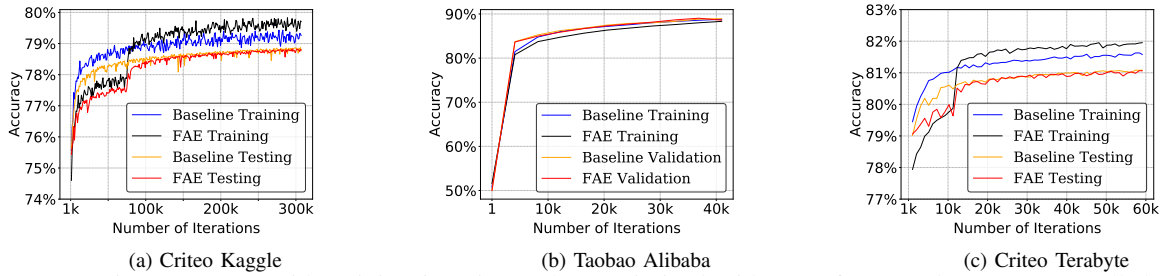 80%
79%
78%
77%
76%
75%
74%
Accuracy
Baseline Training
FAE Training
Baseline Testing
FAE Testing
1k 100k 200k 300k
Number of Iterations
(a) Criteo Kaggle
90%
80%
70%
60%
50%
Accuracy
Baseline Training
FAE Training
Baseline Validation
FAE Validation
1 10k 20k 30k 40k
Number of Iterations
(b) Taobao Alibaba
83%
82%
81%
80%
79%
78%
77%
Accuracy
Baseline Training
FAE Training
Baseline Testing
FAE Testing
1k 10k 20k 30k 40k 50k 60k
Number of Iterations
(c) Criteo Terabyte